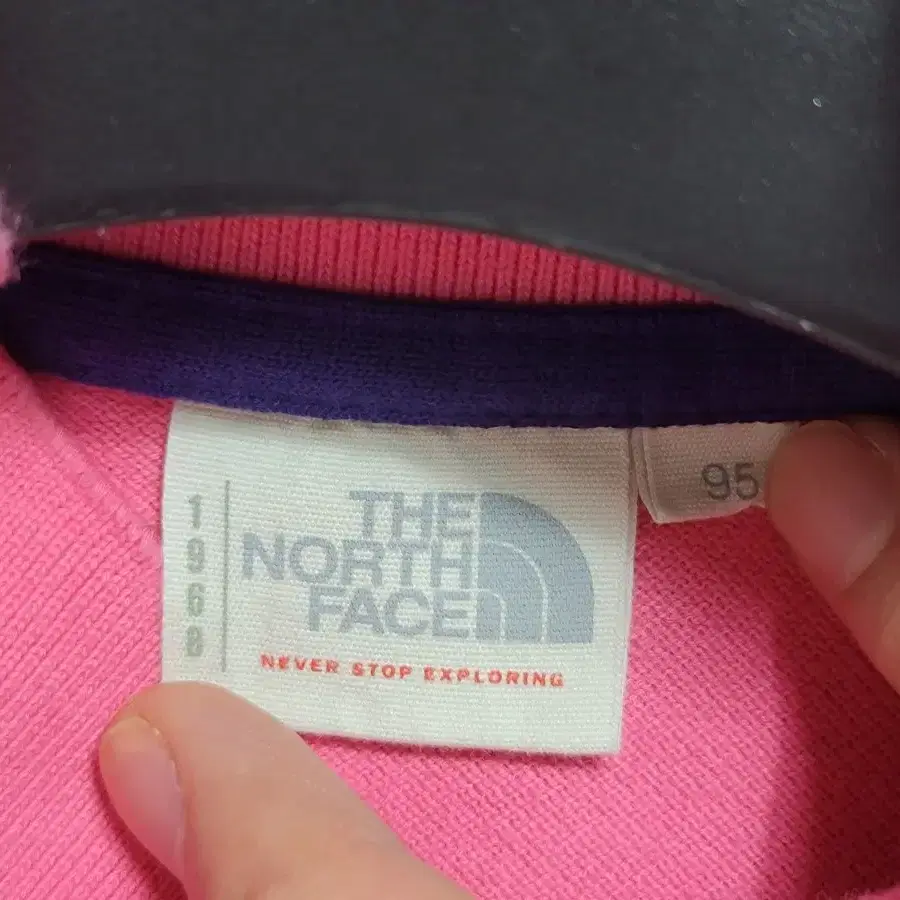 1968
THE
NORTH
FACE
NEVER STOP EXPLORING
95